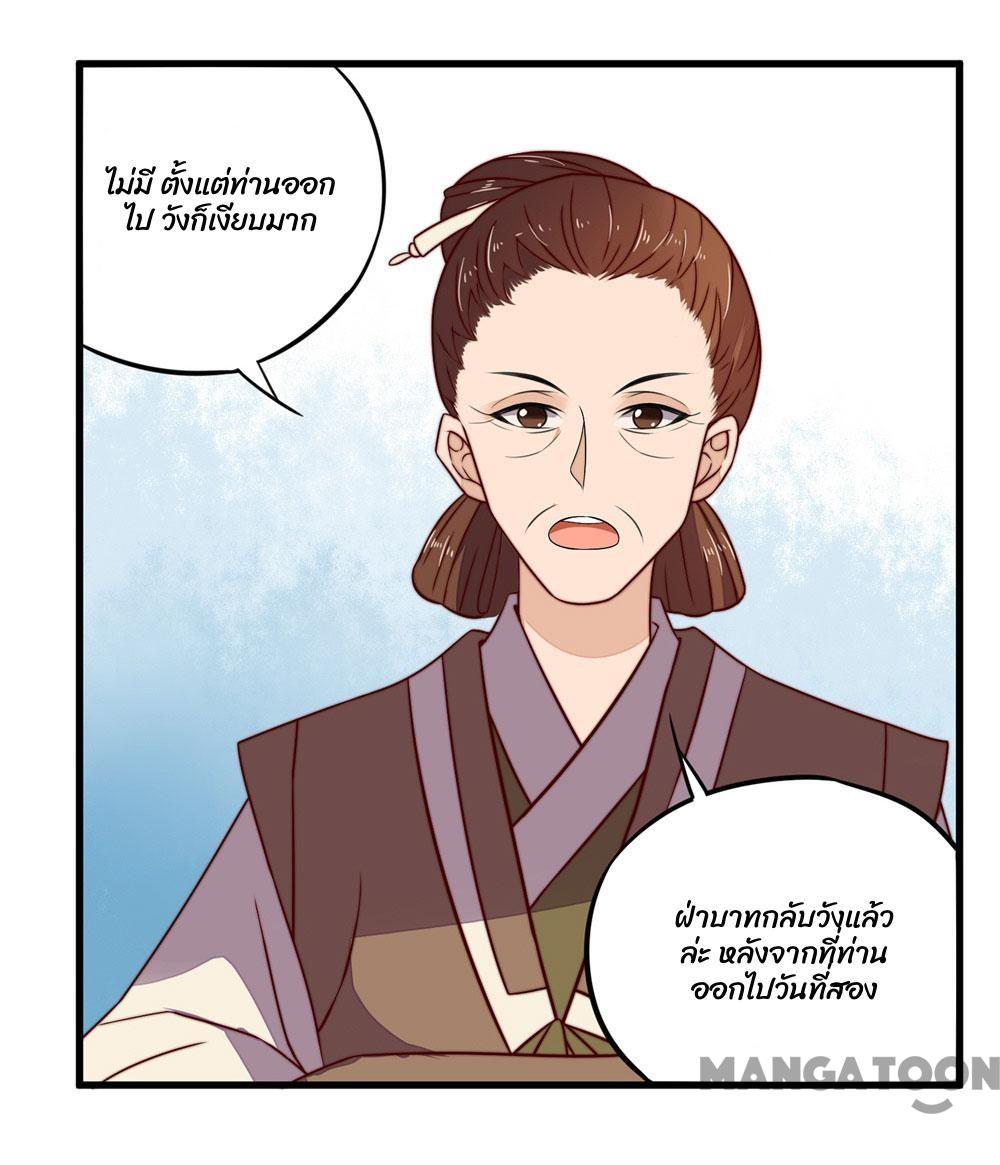 ไม่มี ตั้งแต่ท่านออก
ไป วังก็เงียบมาก
ฝ่าบาทกลับวังแล้ว
ล่ะ หลังจากที่ท่าน
ออกไปวันที่สอง
MANGATOON